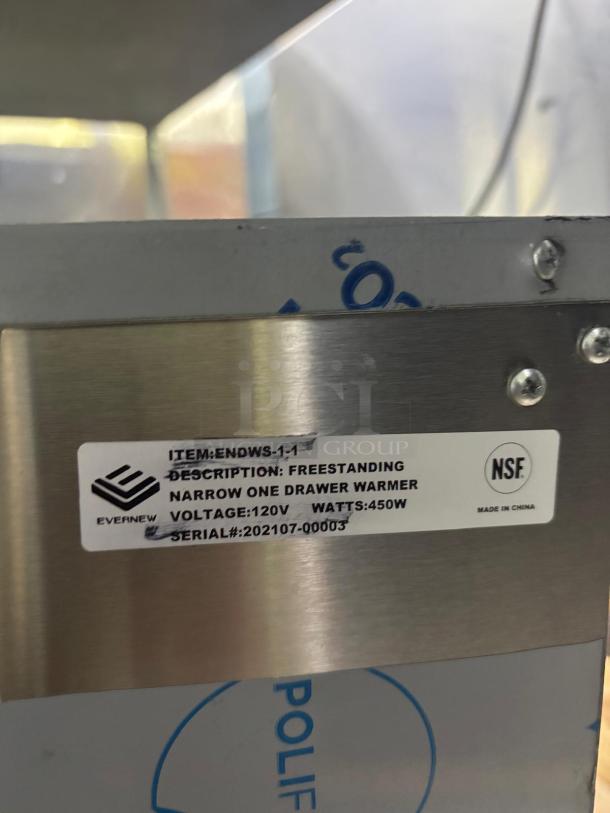 PCI
AUCTION GROUP
ITEM:ENDWS-1-1
DESCRIPTION: FREESTANDING
NARROW ONE DRAWER WARMER
VOLTAGE:120V WATTS:450W
SERIAL#:202107-00003
EVERNEW
NSF
MADE IN CHINA
POLIF